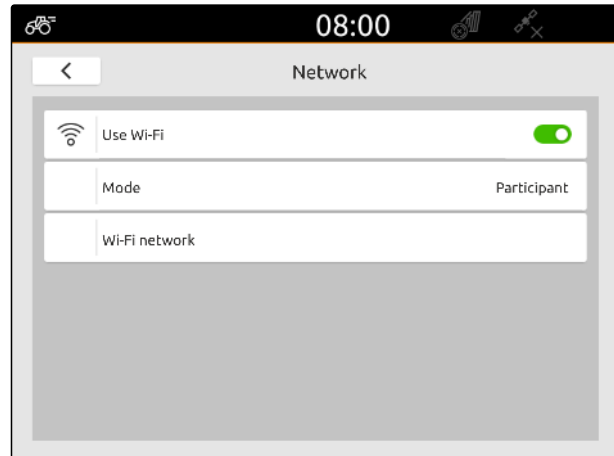 08:00
Network
Use Wi-Fi
Mode
Participant
Wi-Fi network